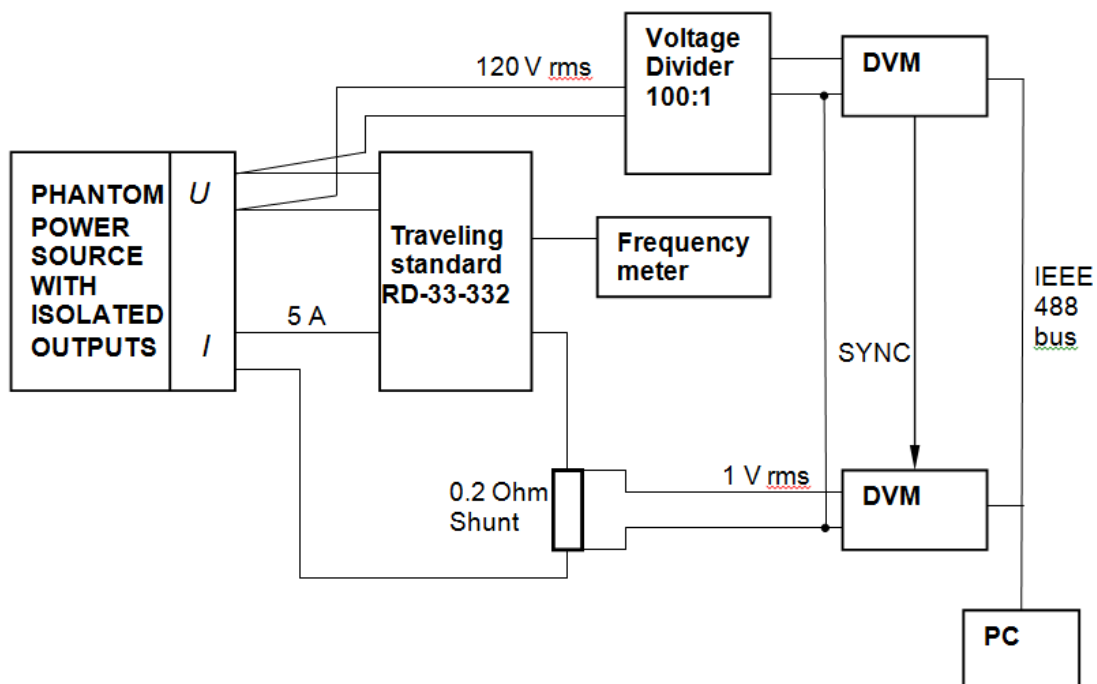 PHANTOM
POWER
SOURCE
WITH
ISOLATED
OUTPUTS
U
I
120 V rms
5 A
Traveling
standard
RD-33-332
Voltage
Divider
100:1
Frequency
meter
0.2 Ohm
Shunt
1 V rms
DVM
SYNC
DVM
IEEE
488
bus
PC